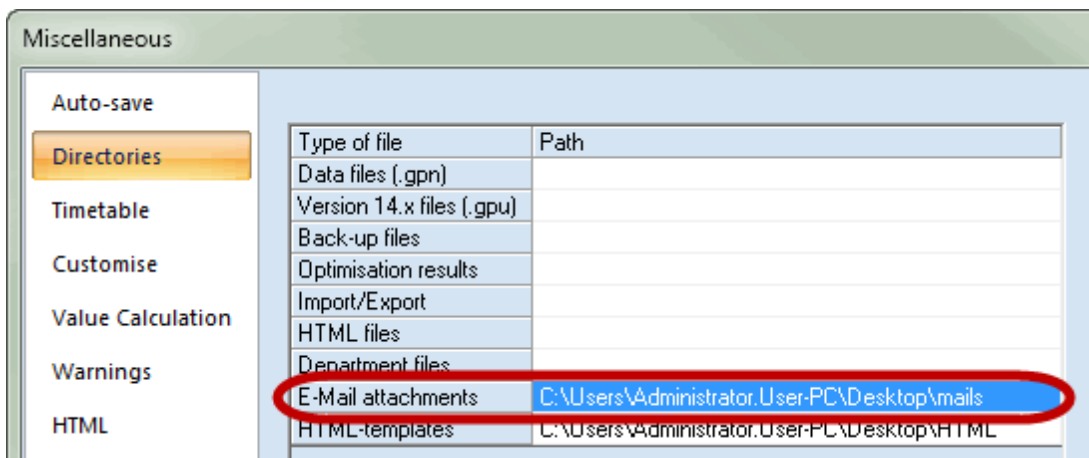 Miscellaneous
Auto-save
Directories
Timetable
Customise
Value Calculation
Warnings
HTML
Type of file Path
Data files (.gpn)
Version 14.x files (.gpu)
Back-up files
Optimisation results
Import/Export
HTML files
Department files
E-Mail attachments C:\Users\Administrator.User-PC\Desktop\mails
HTML-templates C:\Users\Administrator.User-PC\Desktop\HTML